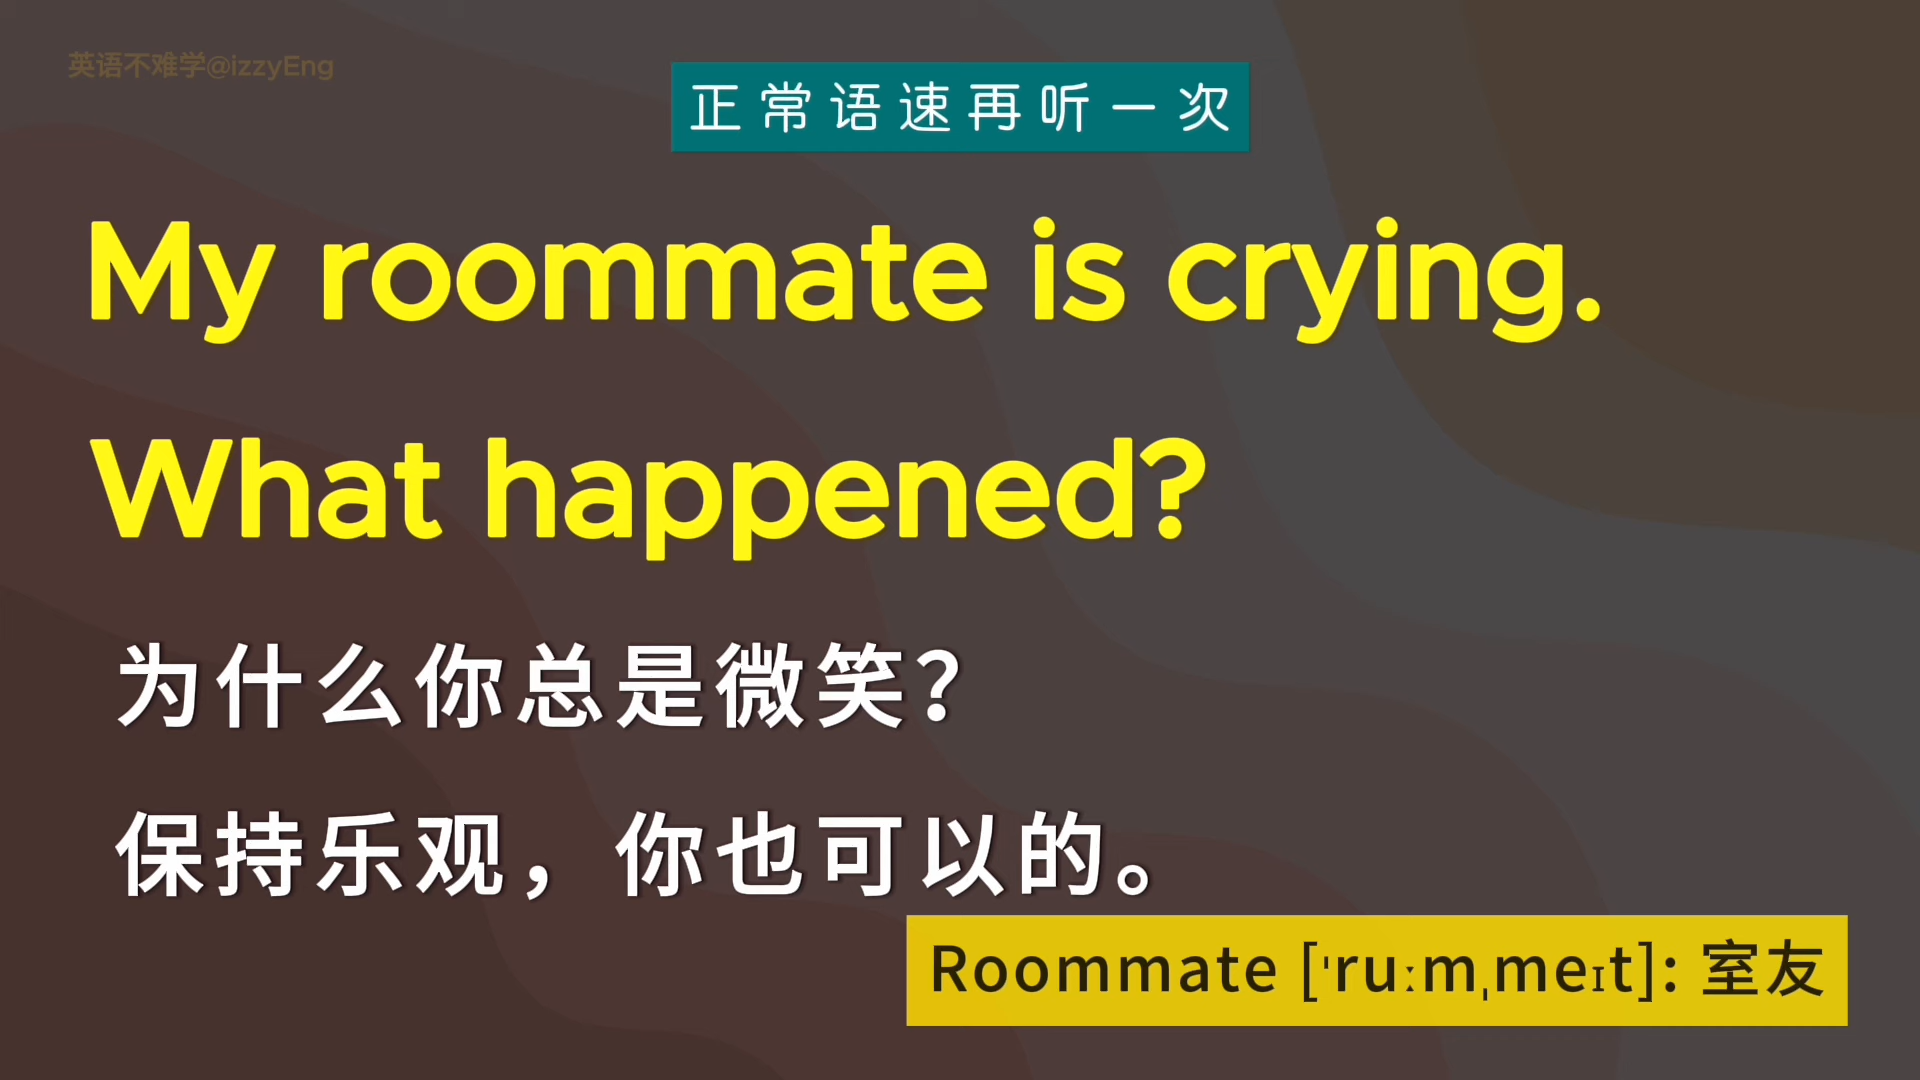 英语不难学@izzyEng
正常语速再听一次
My roommate is crying.
What happened?
为什么你总是微笑？
保持乐观，你也可以的。
Roommate [ˈruːmˌmeɪt]: 室友